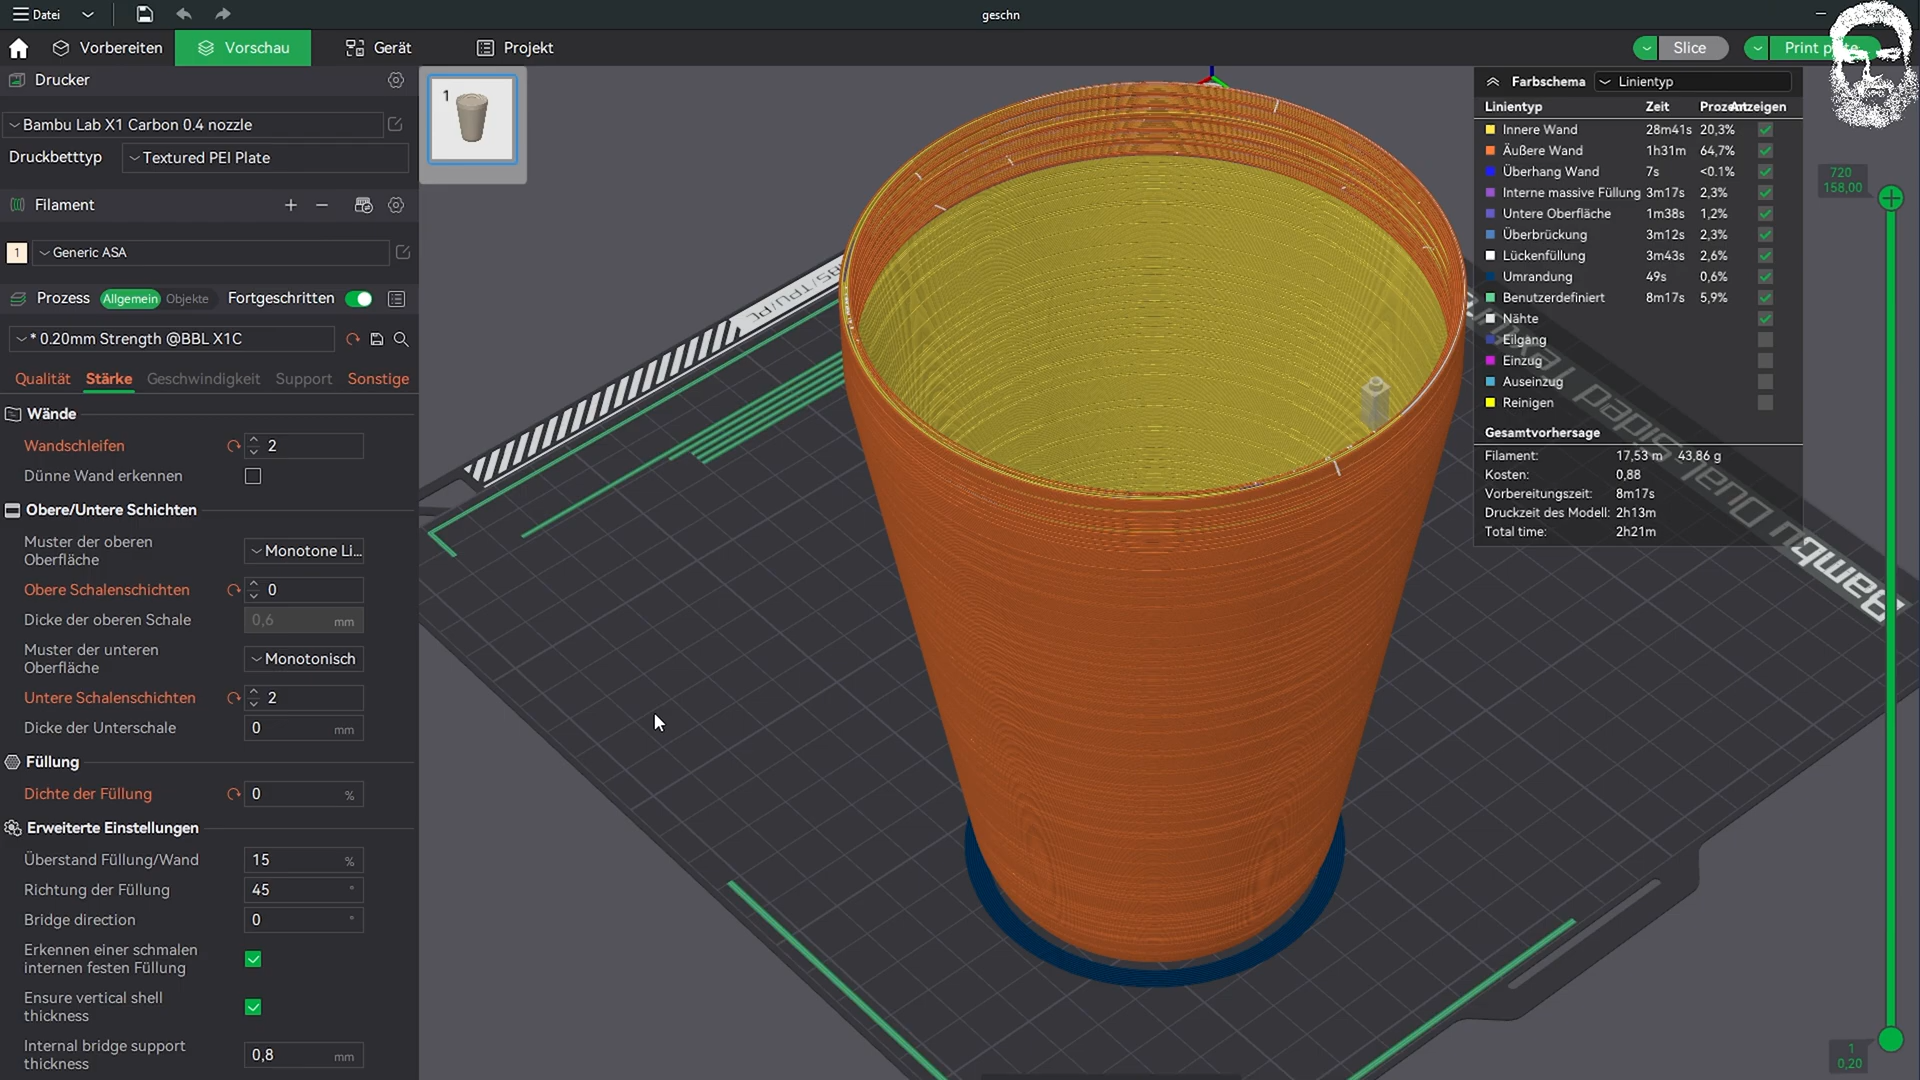 Datei
geschn
Vorbereiten
Vorschau
Gerät
Projekt
Slice
Print
Drucker
Bambu Lab X1 Carbon 0.4 nozzle
Druckbetttyp
Textured PEI Plate
Filament
1
Generic ASA
Prozess
Allgemein
Objekte
Fortgeschritten
* 0.20mm Strength @BBL X1C
Qualität
Stärke
Geschwindigkeit
Support
Sonstige
Wände
Wandschleifen
2
Dünne Wand erkennen
Obere/Untere Schichten
Muster der oberen
Oberfläche
Monotone Li...
Obere Schalenschichten
0
Dicke der oberen Schale
0,6 mm
Muster der unteren
Oberfläche
Monotonisch
Untere Schalenschichten
2
Dicke der Unterschale
0 mm
Füllung
Dichte der Füllung
0 %
Erweiterte Einstellungen
Überstand Füllung/Wand
15 %
Richtung der Füllung
45 °
Bridge direction
0 °
Erkennen einer schmalen
internen festen Füllung
Ensure vertical shell
thickness
Internal bridge support
thickness
0,8 mm
1
Farbschema
Linientyp
Linientyp Zeit Prozent Anzeigen
Innere Wand 28m41s 20,3%
Äußere Wand 1h31m 64,7%
Überhang Wand 7s <0.1%
Interne massive Füllung 3m17s 2,3%
Untere Oberfläche 1m38s 1,2%
Überbrückung 3m12s 2,3%
Lückenfüllung 3m43s 2,6%
Umrandung 49s 0,6%
Benutzerdefiniert 8m17s 5,9%
Nähte
Eilgang
Einzug
Auseinzug
Reinigen
Gesamtvorhersage
Filament: 17,53 m 43,86 g
Kosten: 0,88
Vorbereitungszeit: 8m17s
Druckzeit des Modell: 2h13m
Total time: 2h21m
720
158,00
1
0,20
Bambu